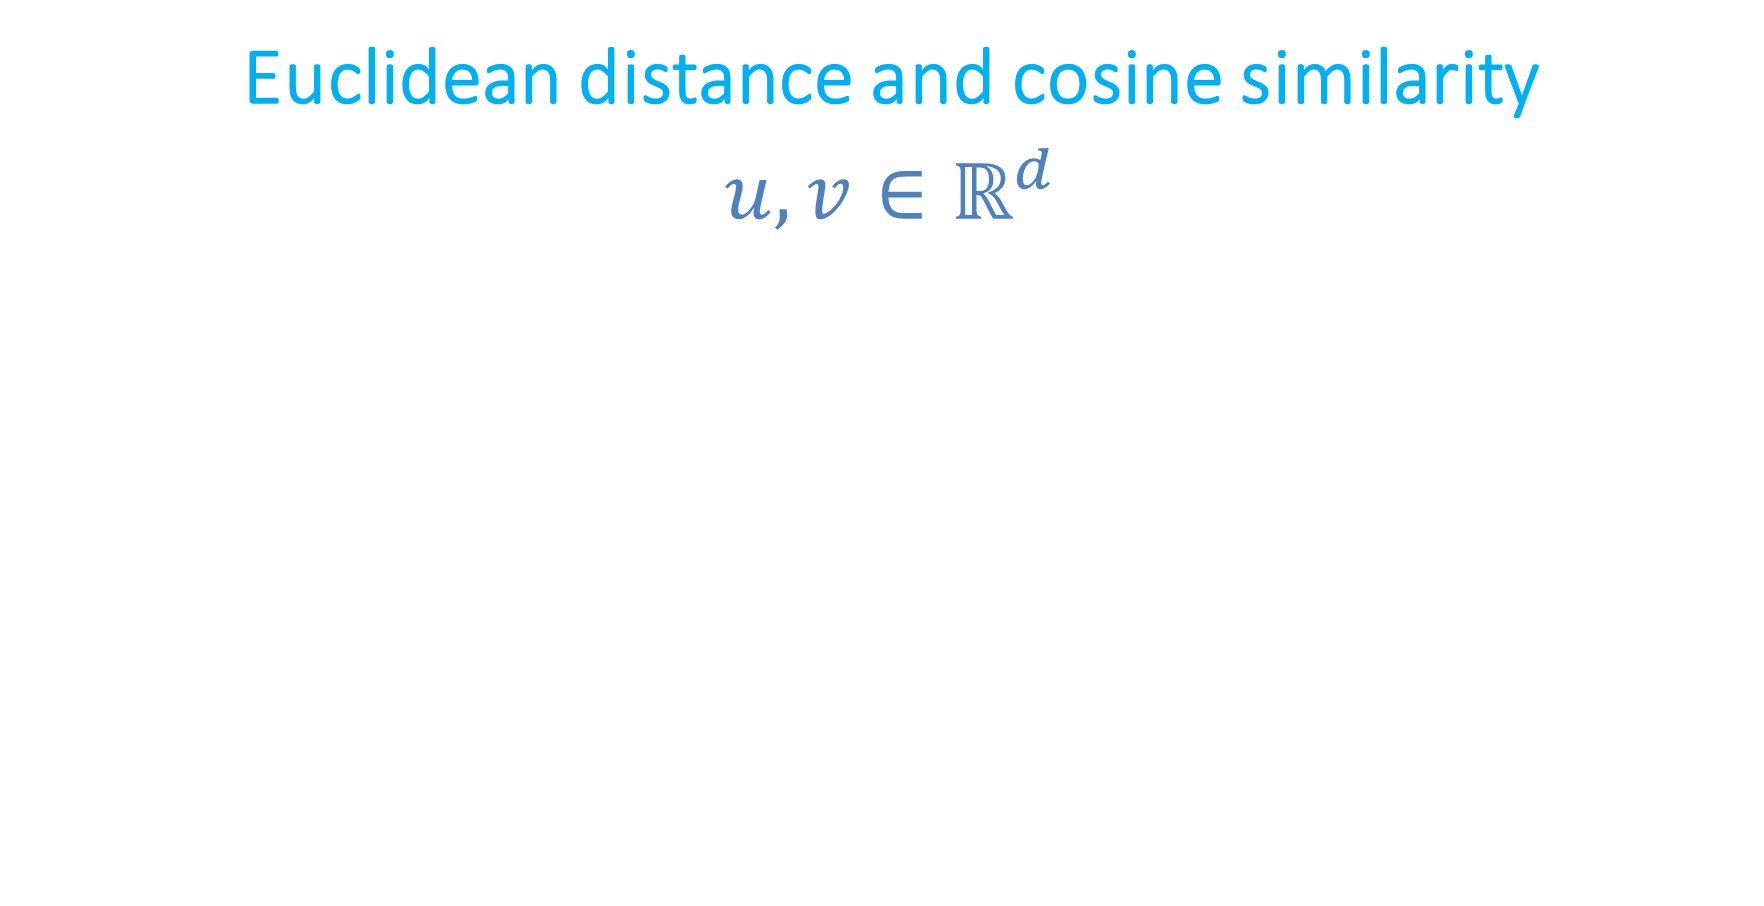 Euclidean distance and cosine similarity
𝑢, 𝑣 ∈ ℝ^𝑑